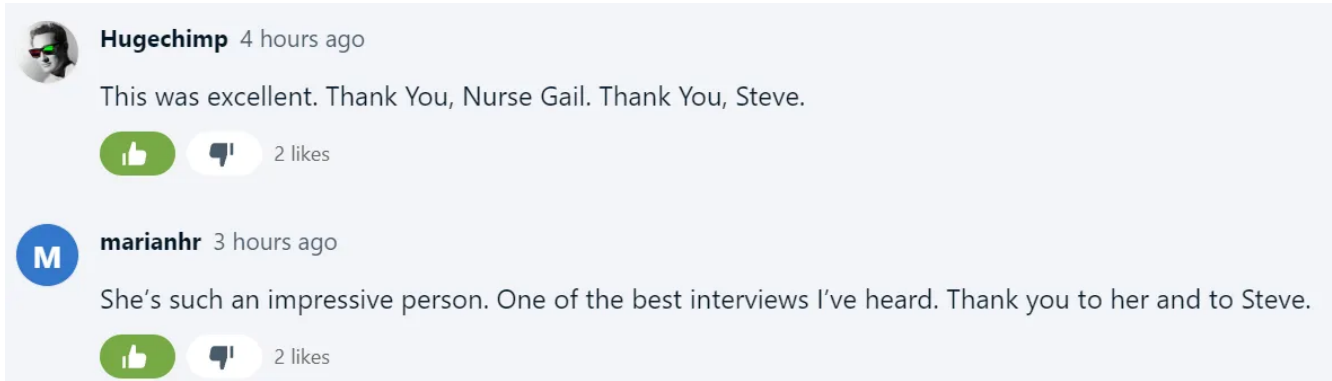 Hugechimp 4 hours ago
This was excellent. Thank You, Nurse Gail. Thank You, Steve.
2 likes
M
marianhr 3 hours ago
She’s such an impressive person. One of the best interviews I’ve heard. Thank you to her and to Steve.
2 likes